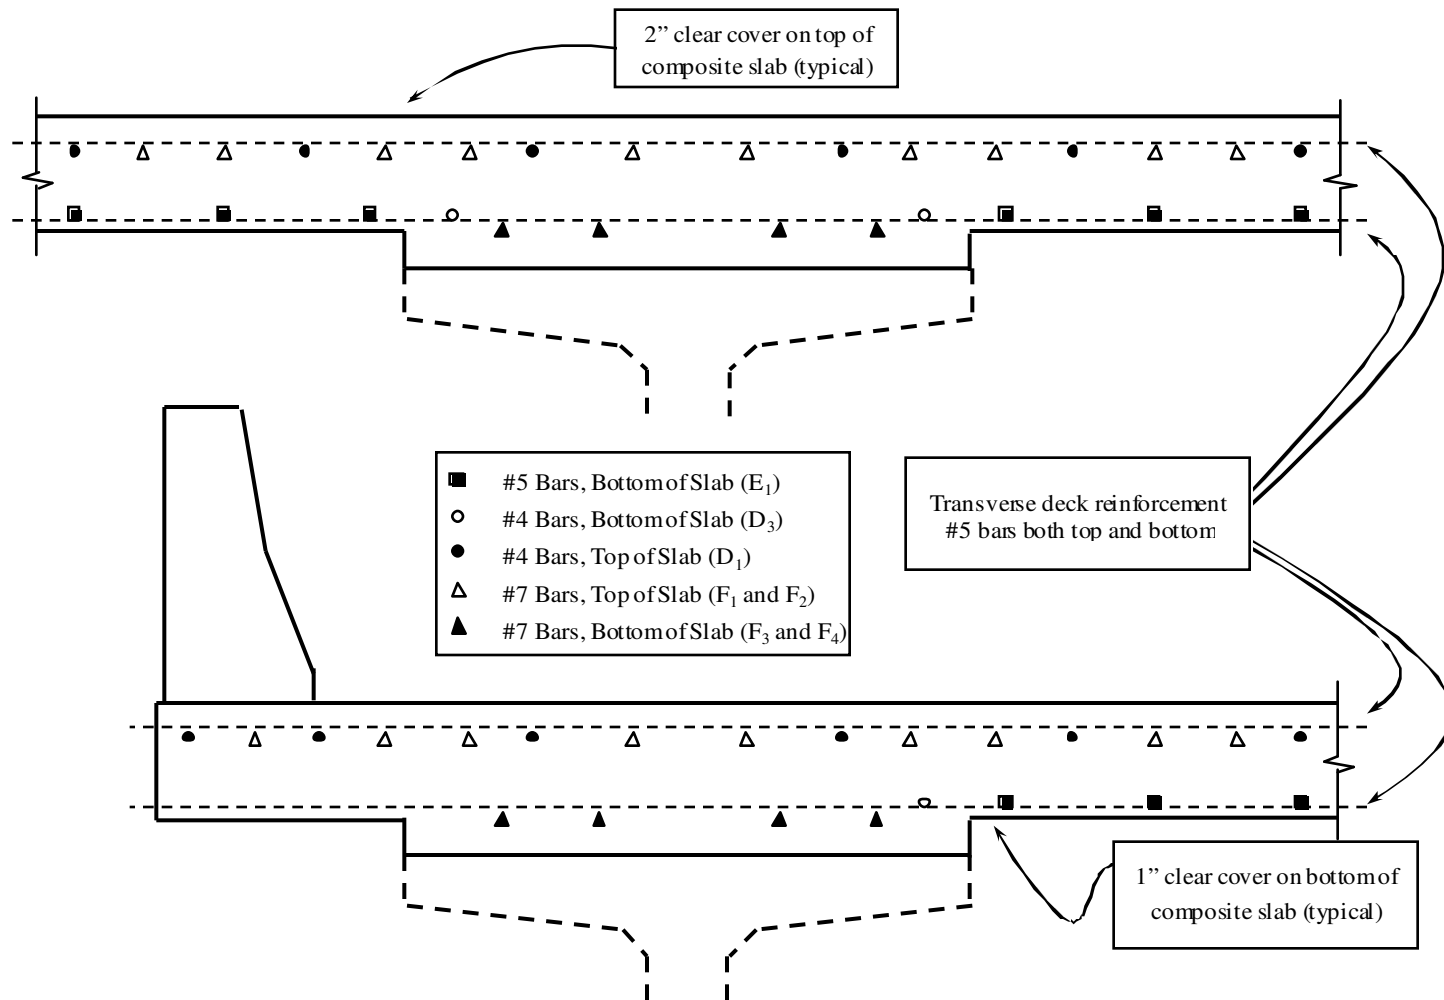 2” clear cover on top of
composite slab (typical)
#5 Bars, Bottom of Slab (E₁)
#4 Bars, Bottom of Slab (D₃)
#4 Bars, Top of Slab (D₁)
#7 Bars, Top of Slab (F₁ and F₂)
#7 Bars, Bottom of Slab (F₃ and F₄)
Transverse deck reinforcement
#5 bars both top and bottom
1” clear cover on bottom of
composite slab (typical)